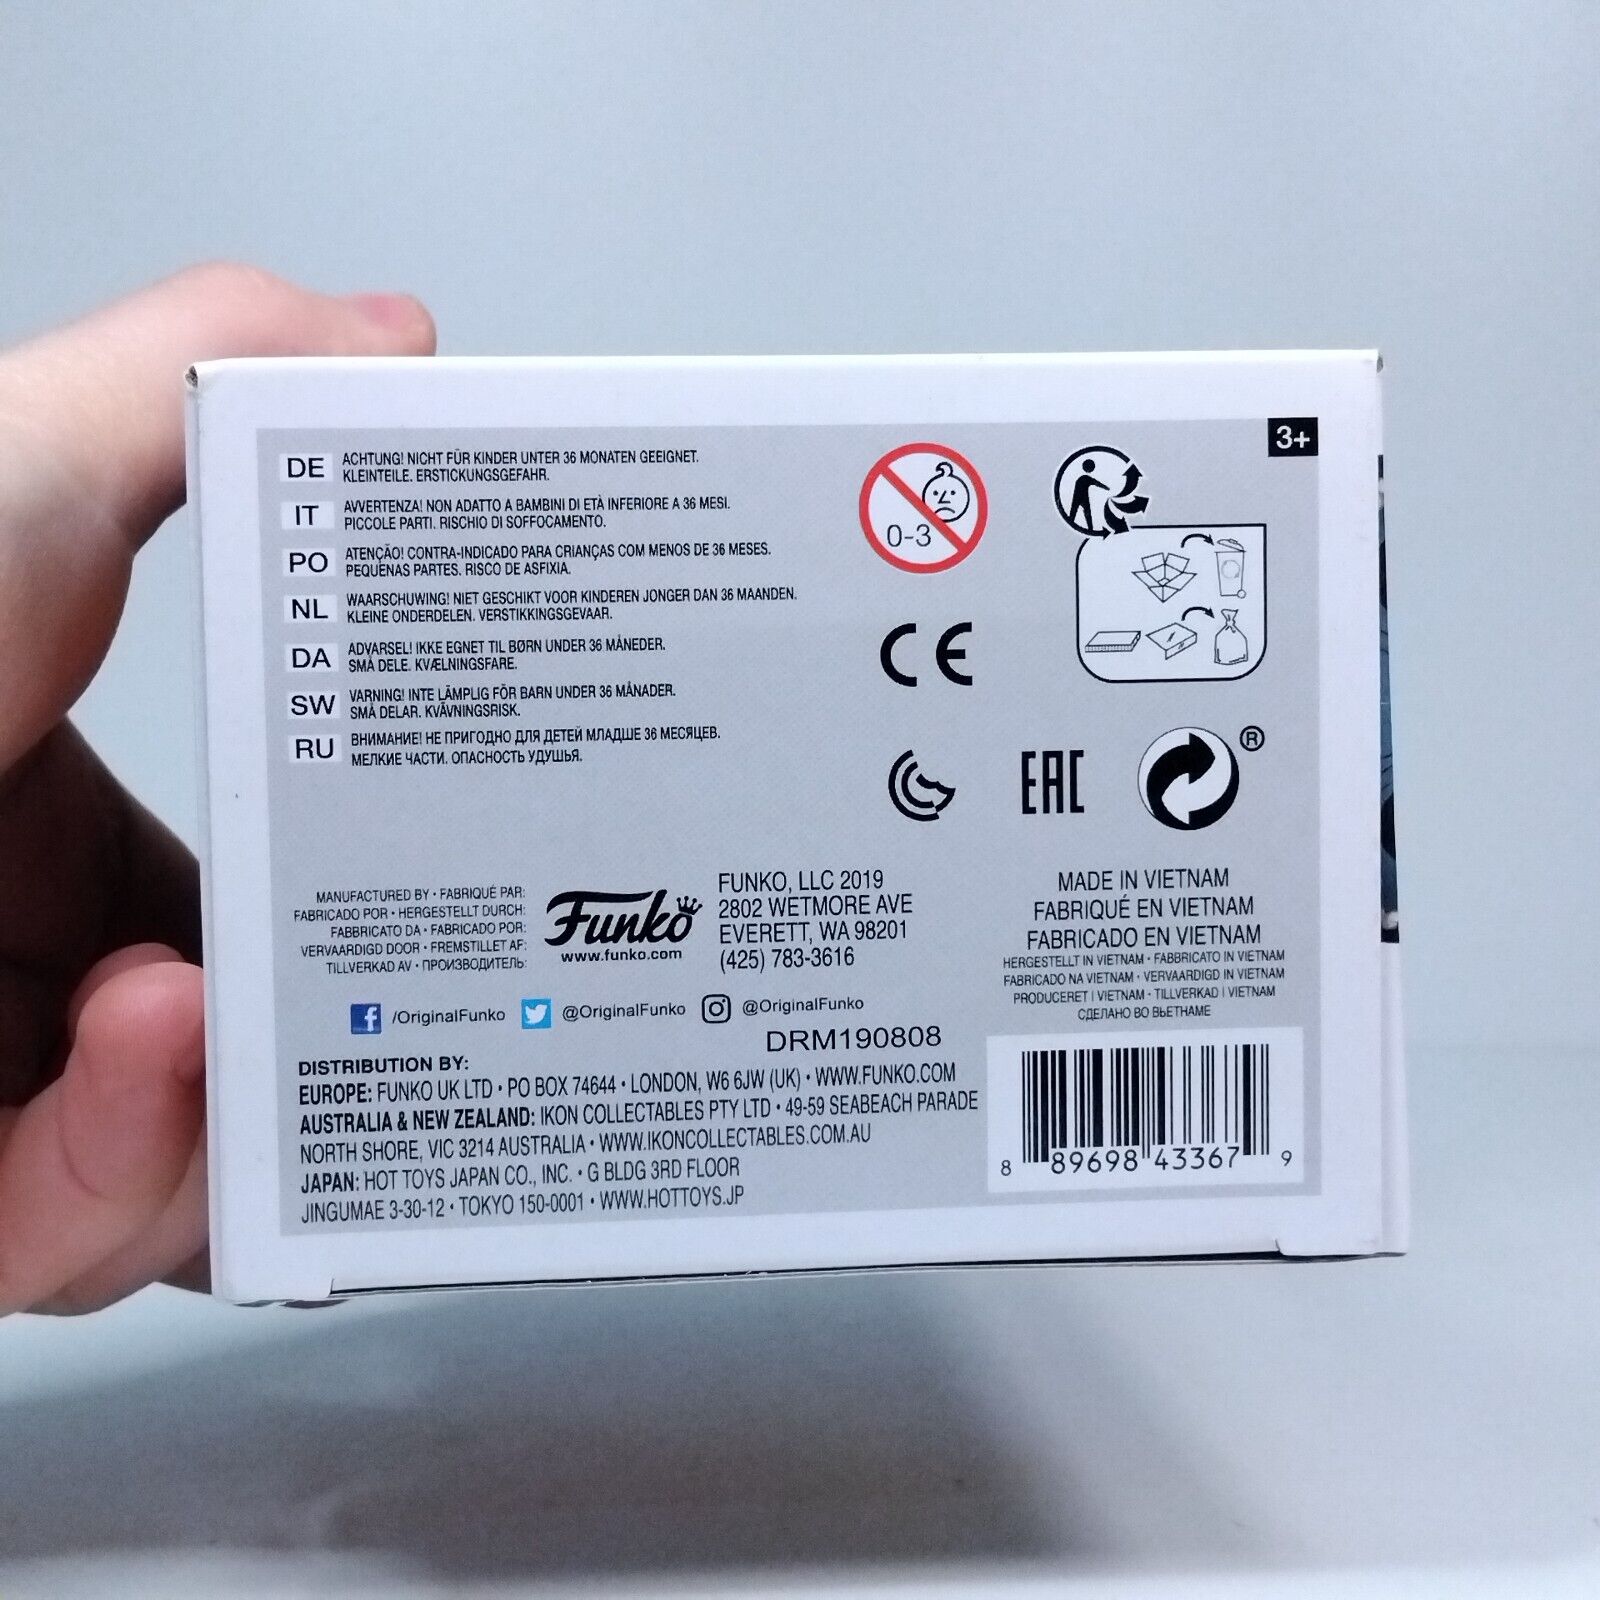 3+
DE ACHTUNG! NICHT FÜR KINDER UNTER 36 MONATEN GEEIGNET.
KLEINTEILE. ERSTICKUNGSGEFAHR.
IT AVVERTENZA! NON ADATTO A BAMBINI DI ETÀ INFERIORE A 36 MESI.
PICCOLE PARTI. RISCHIO DI SOFFOCAMENTO.
PO ATENÇÃO! CONTRA-INDICADO PARA CRIANÇAS COM MENOS DE 36 MESES.
PEQUENAS PARTES. RISCO DE ASFIXIA.
NL WAARSCHUWING! NIET GESCHIKT VOOR KINDEREN JONGER DAN 36 MAANDEN.
KLEINE ONDERDELEN. VERSTIKKINGSGEVAAR.
DA ADVARSEL! IKKE EGNET TIL BØRN UNDER 36 MÅNEDER.
SMÅ DELE. KVÆLNINGSFARE.
SW VARNING! INTE LÄMPLIG FÖR BARN UNDER 36 MÅNADER.
SMÅ DELAR. KVÄVNINGSRISK.
RU ВНИМАНИЕ! НЕ ПРИГОДНО ДЛЯ ДЕТЕЙ МЛАДШЕ 36 МЕСЯЦЕВ.
МЕЛКИЕ ЧАСТИ. ОПАСНОСТЬ УДУШЬЯ.
0-3
CE
EAC
®
MANUFACTURED BY • FABRIQUÉ PAR:
FABRICADO POR • HERGESTELLT DURCH:
FABBRICATO DA • FABRICADO POR:
VERVAARDIGD DOOR • FREMSTILLET AF:
TILLVERKAD AV • ПРОИЗВОДИТЕЛЬ:
Funko
www.funko.com
FUNKO, LLC 2019
2802 WETMORE AVE
EVERETT, WA 98201
(425) 783-3616
MADE IN VIETNAM
FABRIQUÉ EN VIETNAM
FABRICADO EN VIETNAM
HERGESTELLT IN VIETNAM • FABBRICATO IN VIETNAM
FABRICADO NA VIETNAM • VERVAARDIGD IN VIETNAM
PRODUCERET I VIETNAM • TILLVERKAD I VIETNAM
СДЕЛАНО ВО ВЬЕТНАМЕ
/OriginalFunko @OriginalFunko @OriginalFunko
DRM190808
DISTRIBUTION BY:
EUROPE: FUNKO UK LTD • PO BOX 74644 • LONDON, W6 6JW (UK) • WWW.FUNKO.COM
AUSTRALIA & NEW ZEALAND: IKON COLLECTABLES PTY LTD • 49-59 SEABEACH PARADE
NORTH SHORE, VIC 3214 AUSTRALIA • WWW.IKONCOLLECTABLES.COM.AU
JAPAN: HOT TOYS JAPAN CO., INC. • G BLDG 3RD FLOOR
JINGUMAE 3-30-12 • TOKYO 150-0001 • WWW.HOTTOYS.JP
8 89698 43367 9